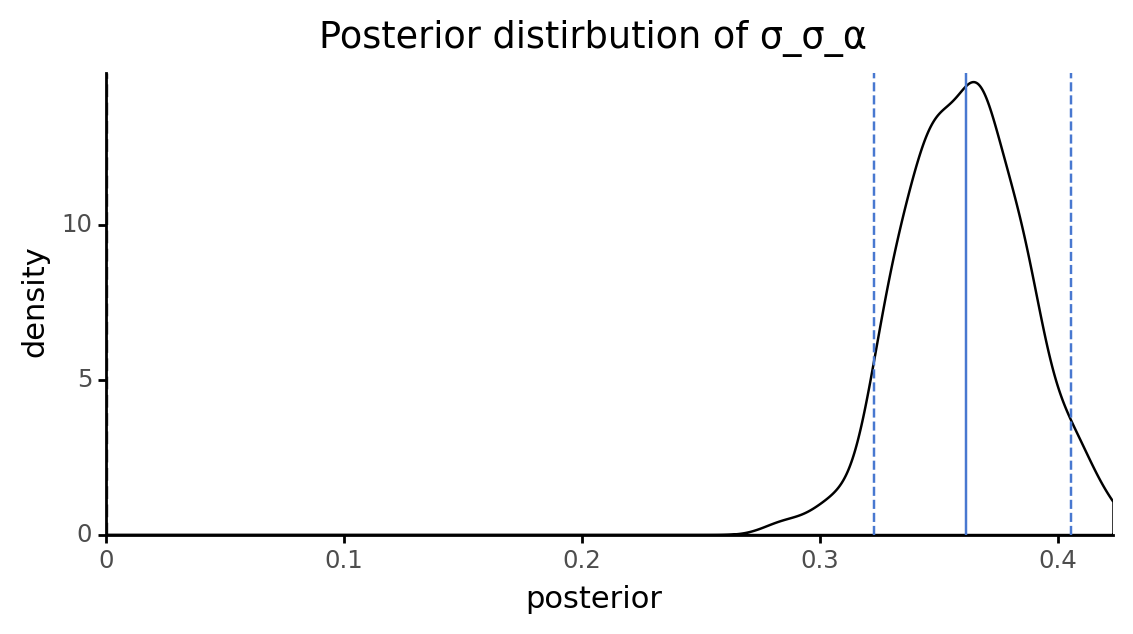 Posterior distirbution of σ_σ_α
density
10
5
0
0 0.1 0.2 0.3 0.4
posterior